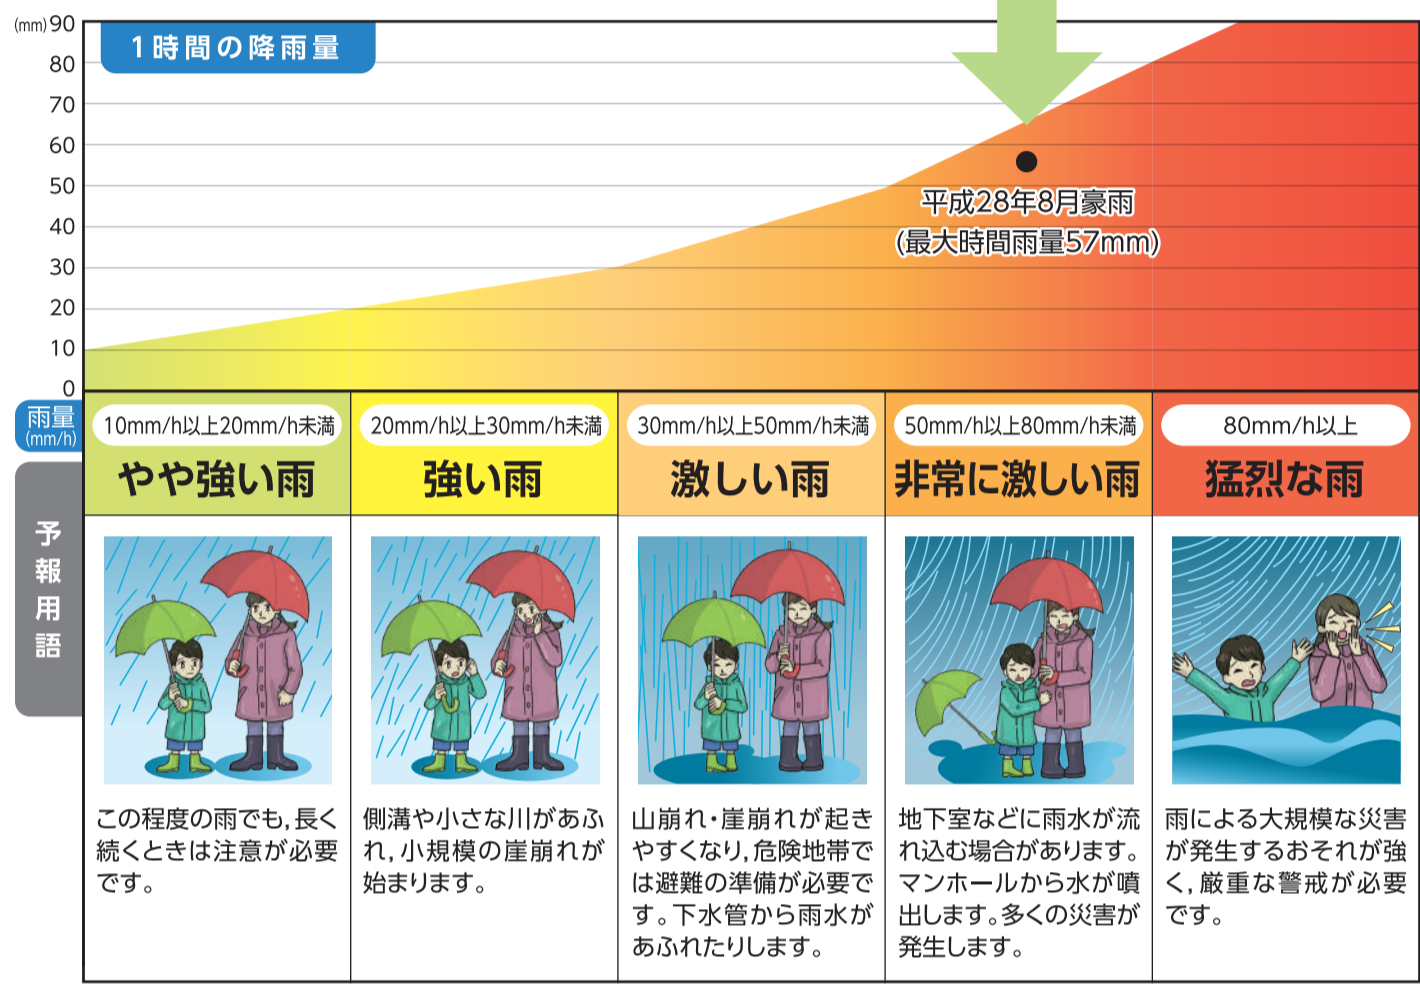 (mm) 90
1時間の降雨量
80
70
60
50
40
30
20
10
0
平成28年8月豪雨
(最大時間雨量57mm)
雨量
(mm/h)
10mm/h以上20mm/h未満
20mm/h以上30mm/h未満
30mm/h以上50mm/h未満
50mm/h以上80mm/h未満
80mm/h以上
予報用語
やや強い雨
強い雨
激しい雨
非常に激しい雨
猛烈な雨
この程度の雨でも,長く
続くときは注意が必要
です。
側溝や小さな川があふ
れ,小規模の崖崩れが
始まります。
山崩れ・崖崩れが起き
やすくなり,危険地帯で
は避難の準備が必要で
す。下水管から雨水が
あふれたりします。
地下室などに雨水が流
れ込む場合があります。
マンホールから水が噴
出します。多くの災害が
発生します。
雨による大規模な災害
が発生するおそれが強
く,厳重な警戒が必要
です。